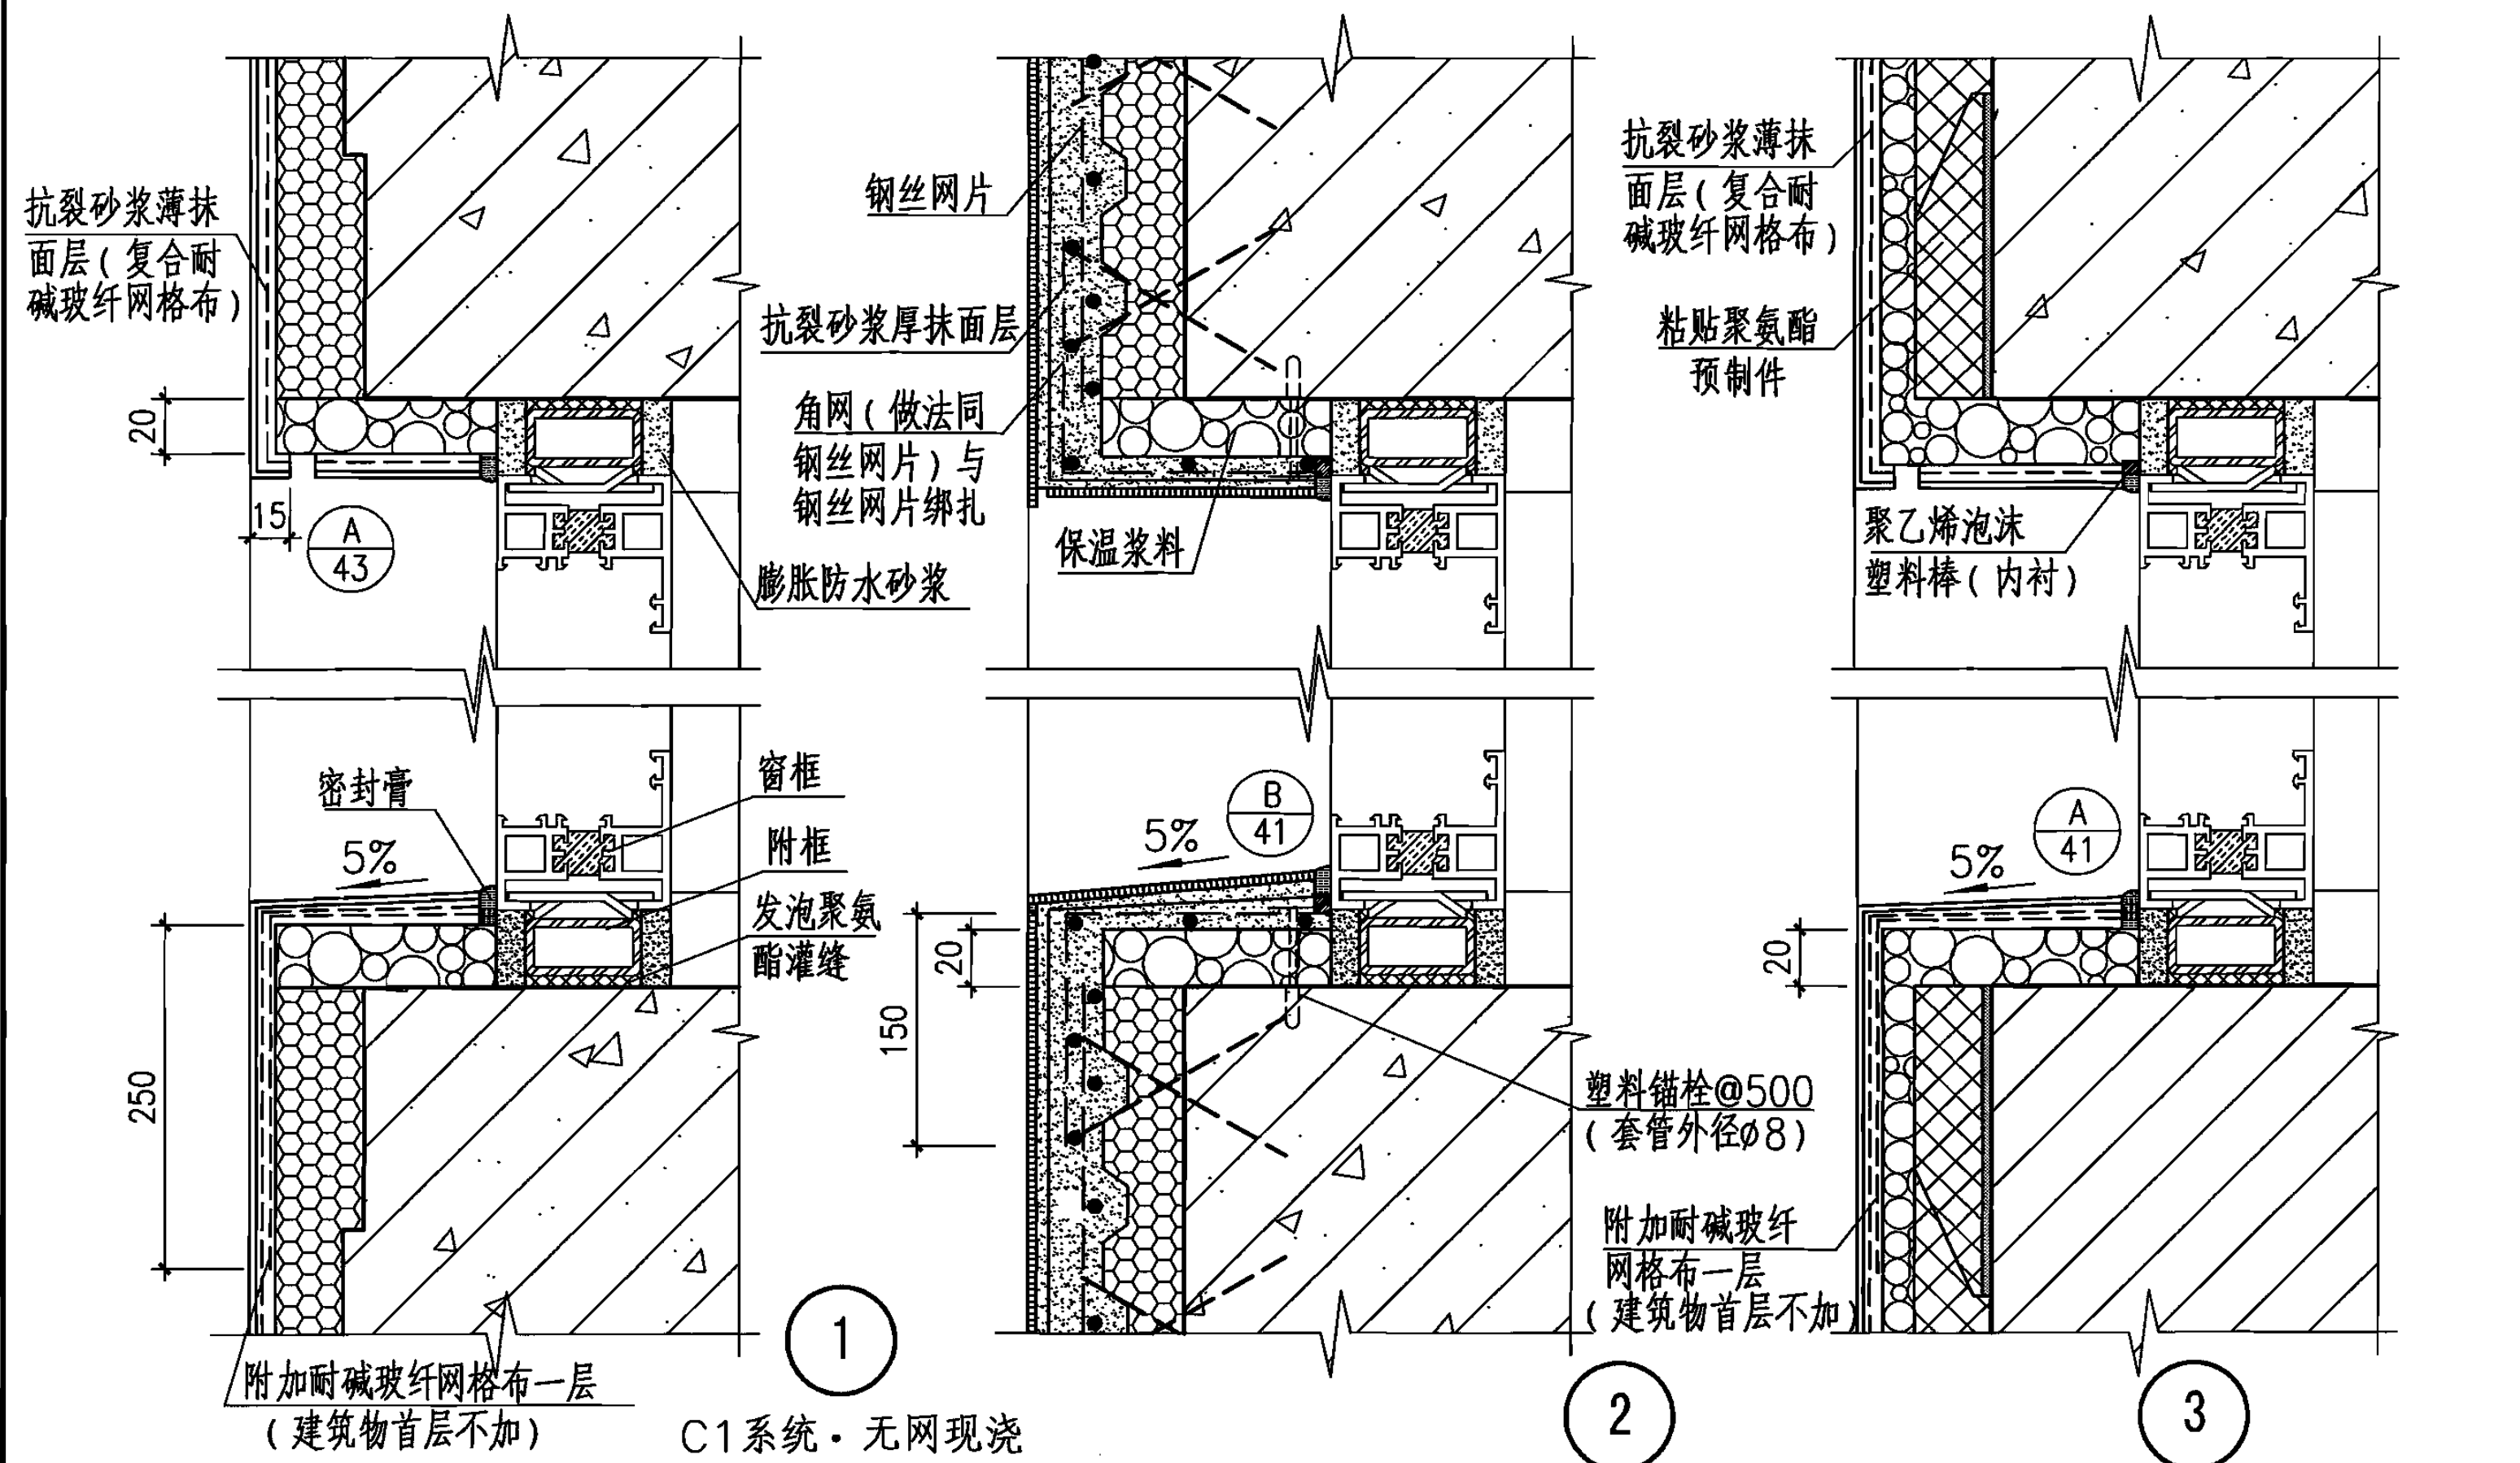 抗裂砂浆薄抹
面层(复合耐
碱玻纤网格布)
20
15
A
43
膨胀防水砂浆
密封膏
5%
窗框
附框
发泡聚氨
酯灌缝
250
附加耐碱玻纤网格布一层
(建筑物首层不加)
1
C1系统·无网现浇
钢丝网片
抗裂砂浆厚抹面层
角网(做法同
钢丝网片)与
钢丝网片绑扎
保温浆料
B
41
5%
20
150
塑料锚栓@500
(套管外径ø8)
2
抗裂砂浆薄抹
面层(复合耐
碱玻纤网格布)
粘贴聚氨酯
预制件
聚乙烯泡沫
塑料棒(内衬)
A
41
5%
20
附加耐碱玻纤
网格布一层
(建筑物首层不加)
3